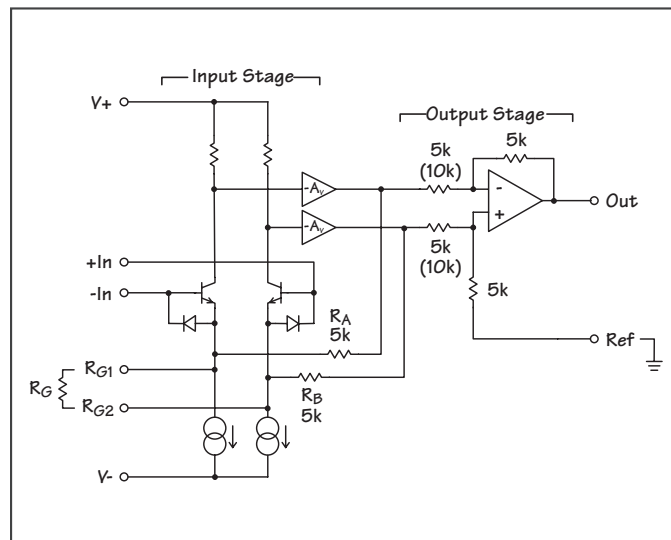 Input Stage
V+
Output Stage
5k
(10k)
5k
-Av
-
Out
-Av
+
5k
(10k)
+In
-In
5k
RA
5k
Ref
RG1
RG
RB
5k
RG2
V-